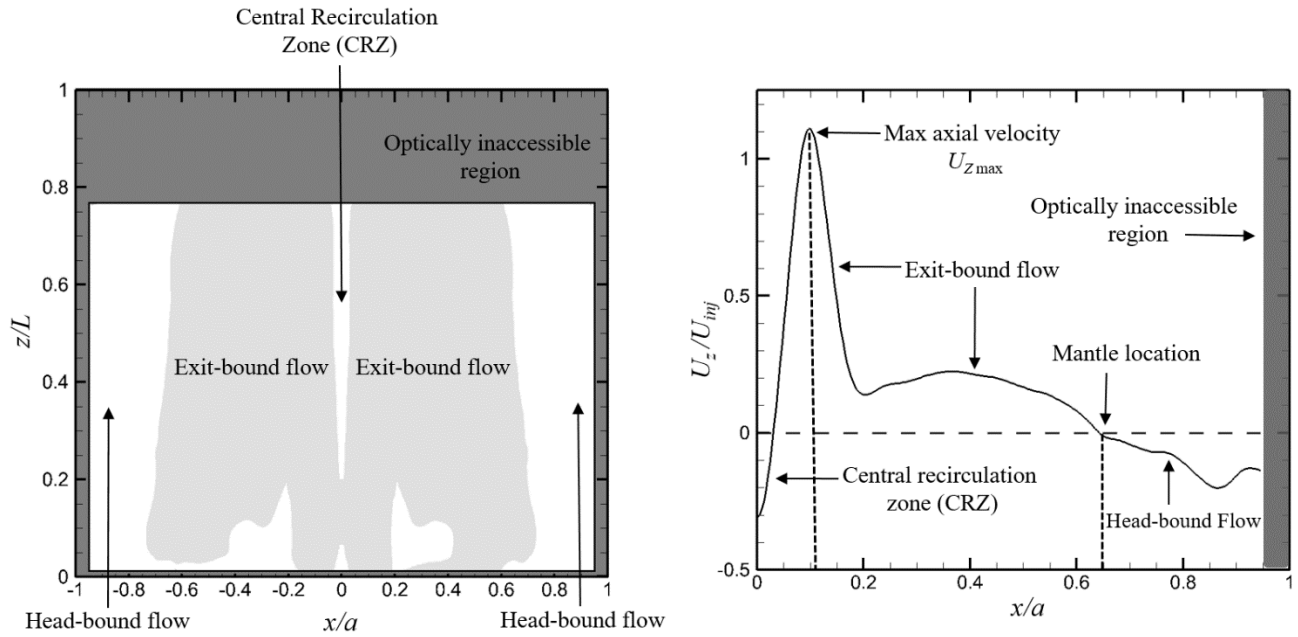 Central Recirculation
Zone (CRZ)
1
0.8
0.6
0.4
0.2
0
z/L
Optically inaccessible
region
Exit-bound flow
Exit-bound flow
-1
-0.8
-0.6
-0.4
-0.2
0
0.2
0.4
0.6
0.8
1
Head-bound flow
x/a
Head-bound flow
1
0.5
0
-0.5
U_z/U_inj
Max axial velocity
U_Z max
Optically inaccessible
region
Exit-bound flow
Mantle location
Central recirculation
zone (CRZ)
Head-bound Flow
0
0.2
0.4
0.6
0.8
1
x/a